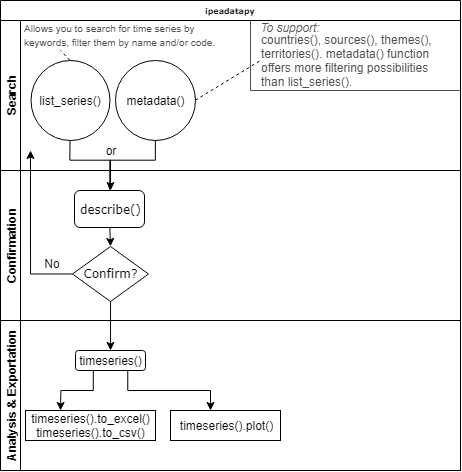 ipeadatapy
Allows you to search for time series by
keywords, filter them by name and/or code.
To support:
countries(), sources(), themes(),
territories(). metadata() function
offers more filtering possibilities
than list_series().
Search
list_series()
metadata()
or
Confirmation
describe()
No
Confirm?
Analysis & Exportation
timeseries()
timeseries().to_excel()
timeseries().to_csv()
timeseries().plot()